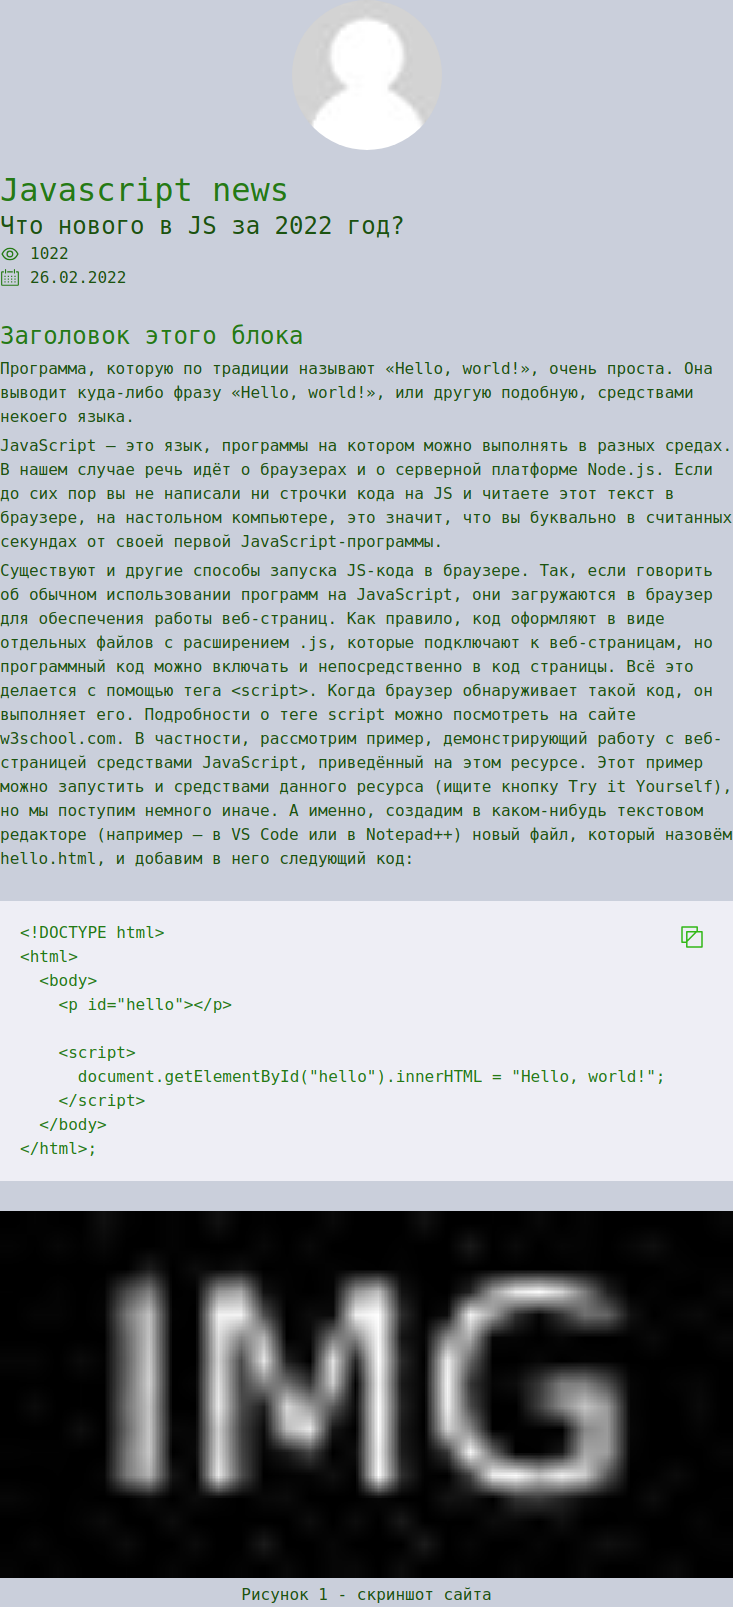 Javascript news
Что нового в JS за 2022 год?
1022
26.02.2022
Заголовок этого блока
Программа, которую по традиции называют «Hello, world!», очень проста. Она
выводит куда-либо фразу «Hello, world!», или другую подобную, средствами
некоего языка.
JavaScript — это язык, программы на котором можно выполнять в разных средах.
В нашем случае речь идёт о браузерах и о серверной платформе Node.js. Если
до сих пор вы не написали ни строчки кода на JS и читаете этот текст в
браузере, на настольном компьютере, это значит, что вы буквально в считанных
секундах от своей первой JavaScript-программы.
Существуют и другие способы запуска JS-кода в браузере. Так, если говорить
об обычном использовании программ на JavaScript, они загружаются в браузер
для обеспечения работы веб-страниц. Как правило, код оформляют в виде
отдельных файлов с расширением .js, которые подключают к веб-страницам, но
программный код можно включать и непосредственно в код страницы. Всё это
делается с помощью тега <script>. Когда браузер обнаруживает такой код, он
выполняет его. Подробности о теге script можно посмотреть на сайте
w3school.com. В частности, рассмотрим пример, демонстрирующий работу с веб-
страницей средствами JavaScript, приведённый на этом ресурсе. Этот пример
можно запустить и средствами данного ресурса (ищите кнопку Try it Yourself),
но мы поступим немного иначе. А именно, создадим в каком-нибудь текстовом
редакторе (например — в VS Code или в Notepad++) новый файл, который назовём
hello.html, и добавим в него следующий код:
<!DOCTYPE html>
<html>
  <body>
    <p id="hello"></p>
    <script>
      document.getElementById("hello").innerHTML = "Hello, world!";
    </script>
  </body>
</html>;
IMG
Рисунок 1 - скриншот сайта